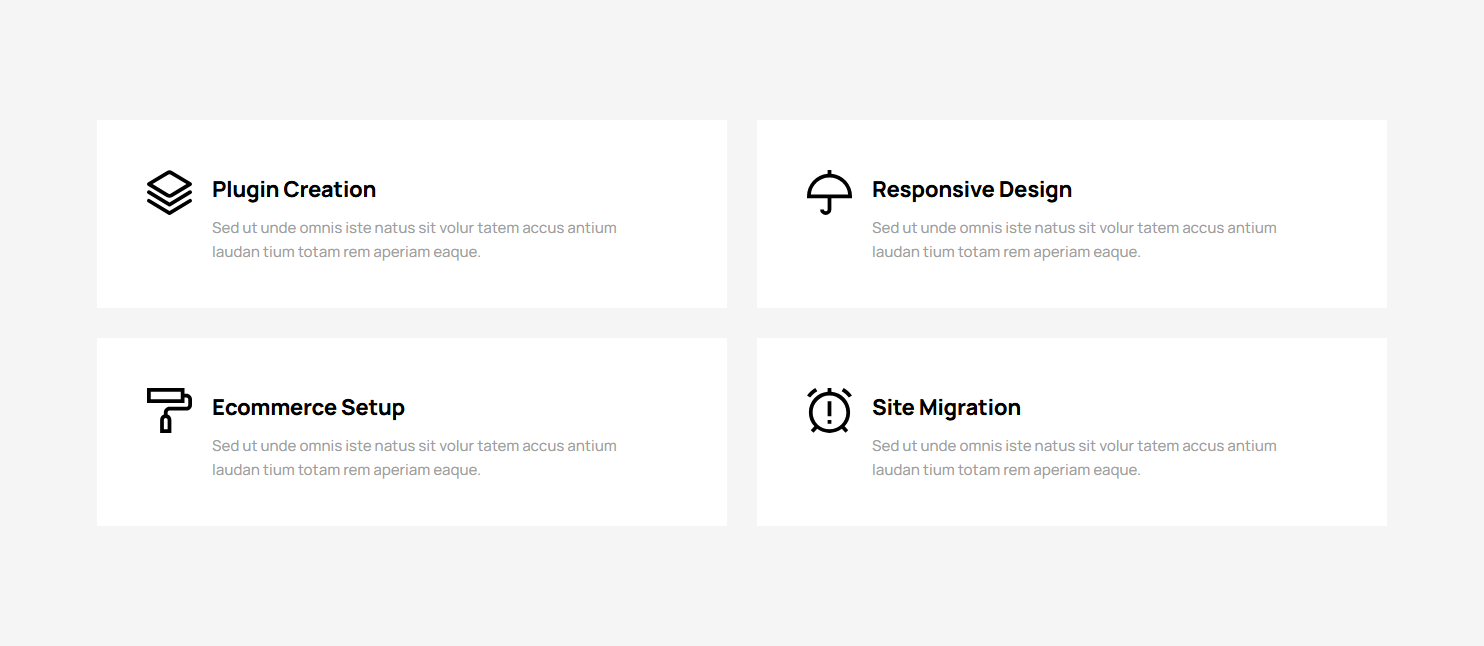 Plugin Creation
Sed ut unde omnis iste natus sit volur tatem accus antium
laudan tium totam rem aperiam eaque.
Responsive Design
Sed ut unde omnis iste natus sit volur tatem accus antium
laudan tium totam rem aperiam eaque.
Ecommerce Setup
Sed ut unde omnis iste natus sit volur tatem accus antium
laudan tium totam rem aperiam eaque.
Site Migration
Sed ut unde omnis iste natus sit volur tatem accus antium
laudan tium totam rem aperiam eaque.